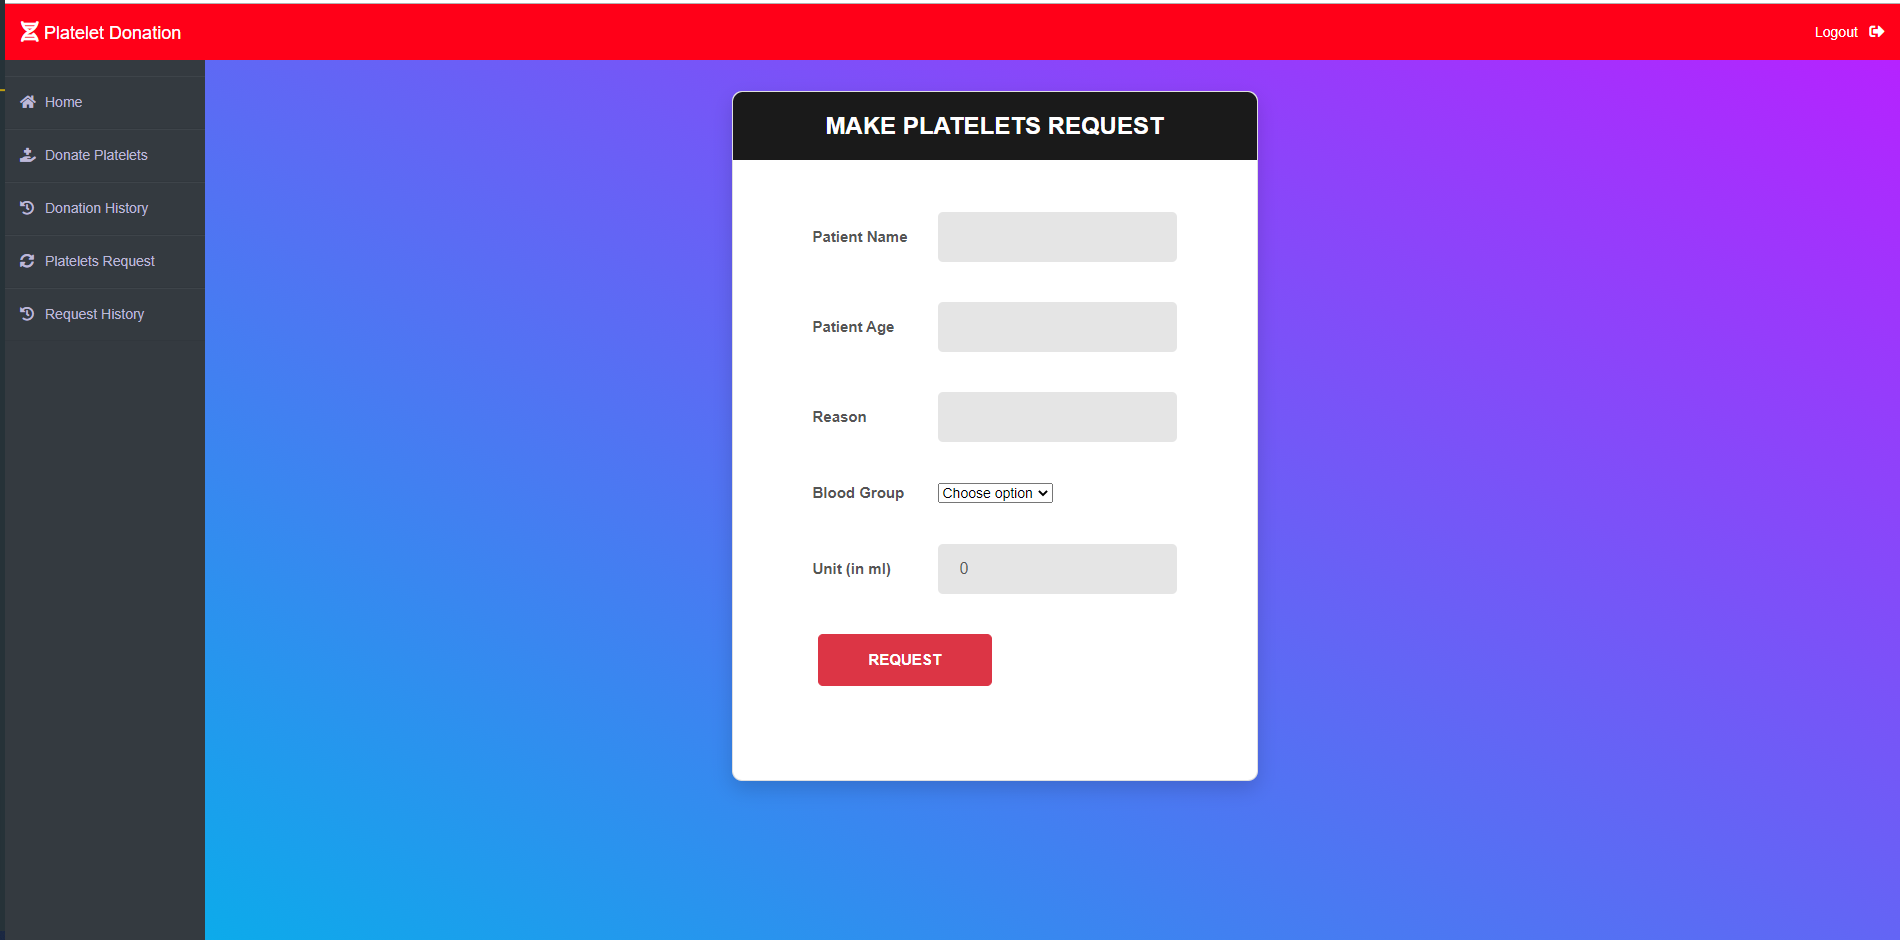 Platelet Donation
Logout
Home
Donate Platelets
Donation History
Platelets Request
Request History
MAKE PLATELETS REQUEST
Patient Name
Patient Age
Reason
Blood Group Choose option
Unit (in ml) 0
REQUEST